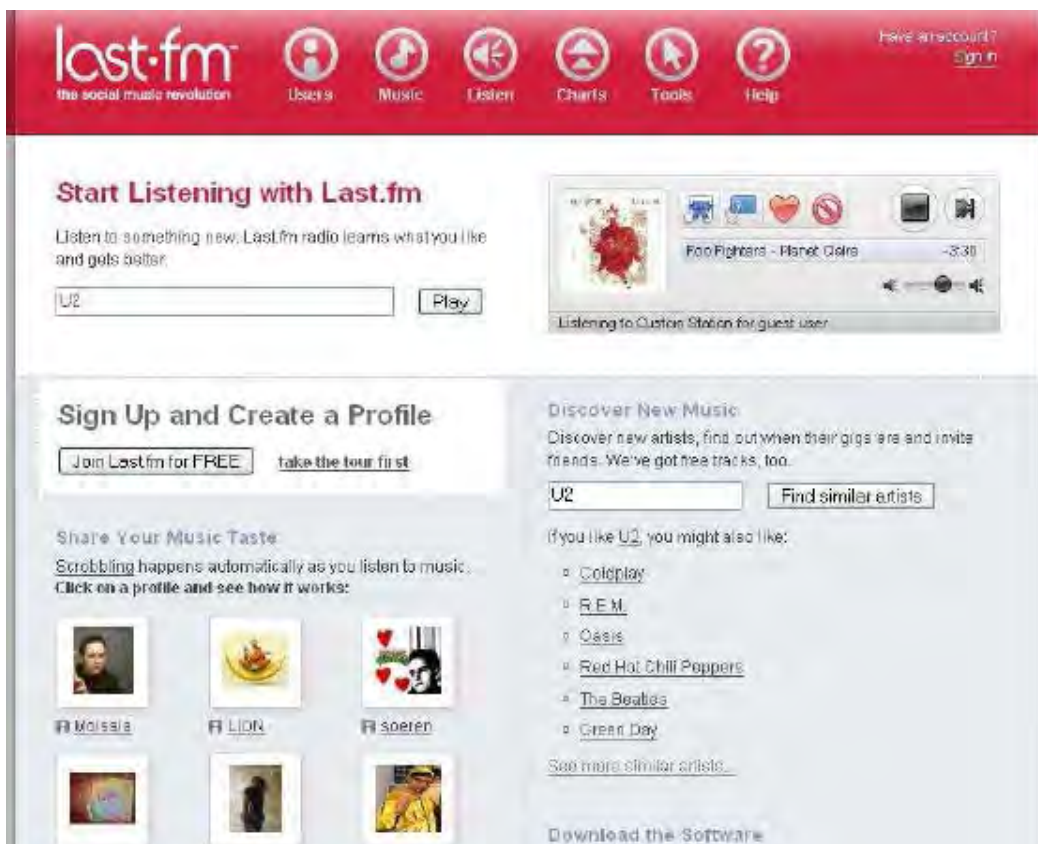 last.fm
the social music revolution
Users Music Listen Charts Tools Help
Have an account?
Sign in
Start Listening with Last.fm
Listen to something new. Last.fm radio learns what you like
and gets better.
U2
Play
Foo Fighters - Planet Claire -3:30
Listening to Custom Station for guest user
Sign Up and Create a Profile
Join Last.fm for FREE take the tour first
Share Your Music Taste
Scrobbling happens automatically as you listen to music.
Click on a profile and see how it works:
LION soeren
Discover New Music
Discover new artists, find out when their gigs are and invite
friends. We've got free tracks, too.
U2 Find similar artists
If you like U2, you might also like:
Coldplay
R.E.M.
Oasis
Red Hot Chili Peppers
The Beatles
Green Day
See more similar artists...
Download the Software